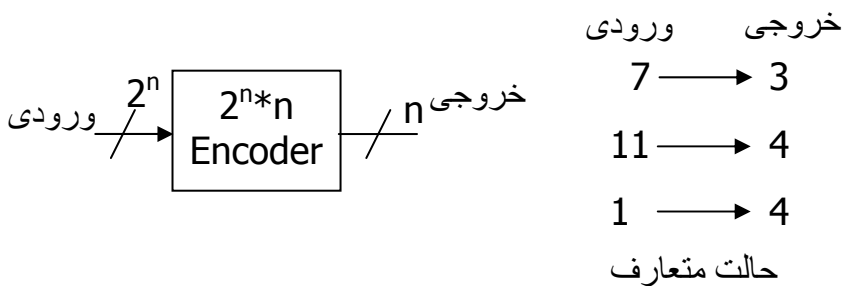 ورودی
2ⁿ
2ⁿ*n
Encoder
n
خروجی
ورودی خروجی
7 → 3
11 → 4
1 → 4
حالت متعارف